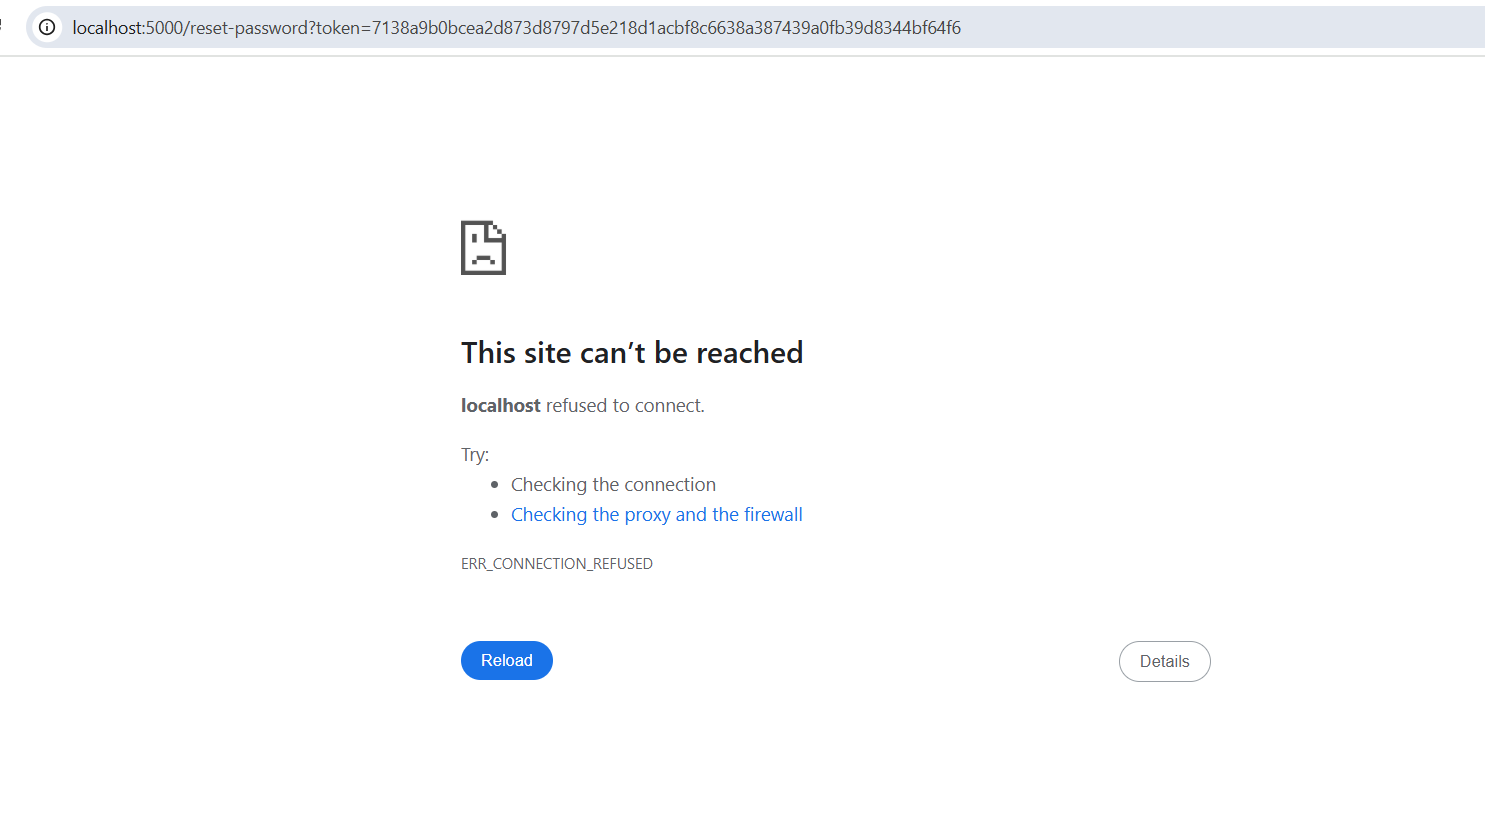 localhost:5000/reset-password?token=7138a9b0bcea2d873d8797d5e218d1acbf8c6638a387439a0fb39d8344bf64f6
This site can’t be reached
localhost refused to connect.
Try:
Checking the connection
Checking the proxy and the firewall
ERR_CONNECTION_REFUSED
Reload
Details